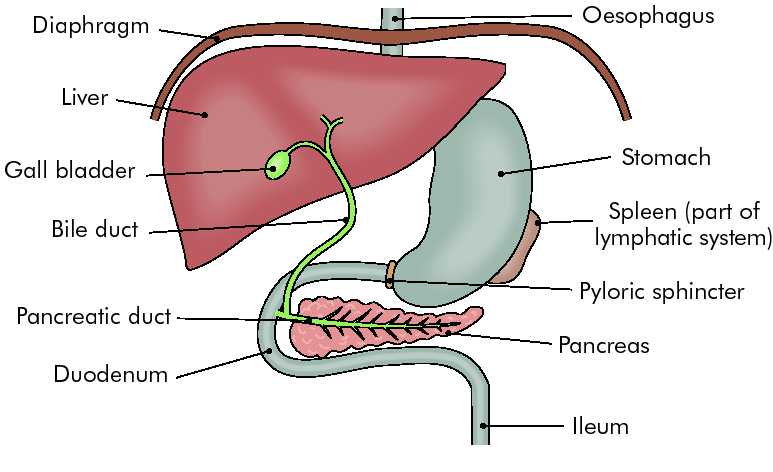 Oesophagus
Diaphragm
Liver
Stomach
Gall bladder
Spleen (part of
lymphatic system)
Bile duct
Pyloric sphincter
Pancreatic duct
Pancreas
Duodenum
Ileum